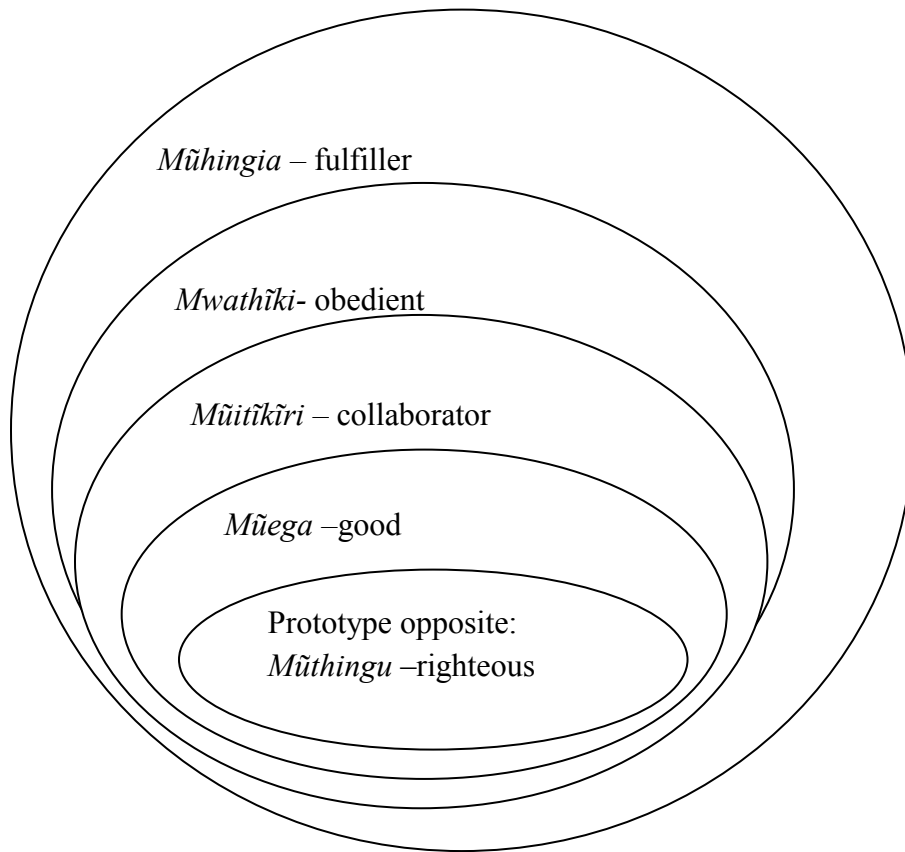 Mũhingia – fulfiller
Mwathĩki- obedient
Mũitĩkĩri – collaborator
Mũega –good
Prototype opposite:
Mũthingu –righteous